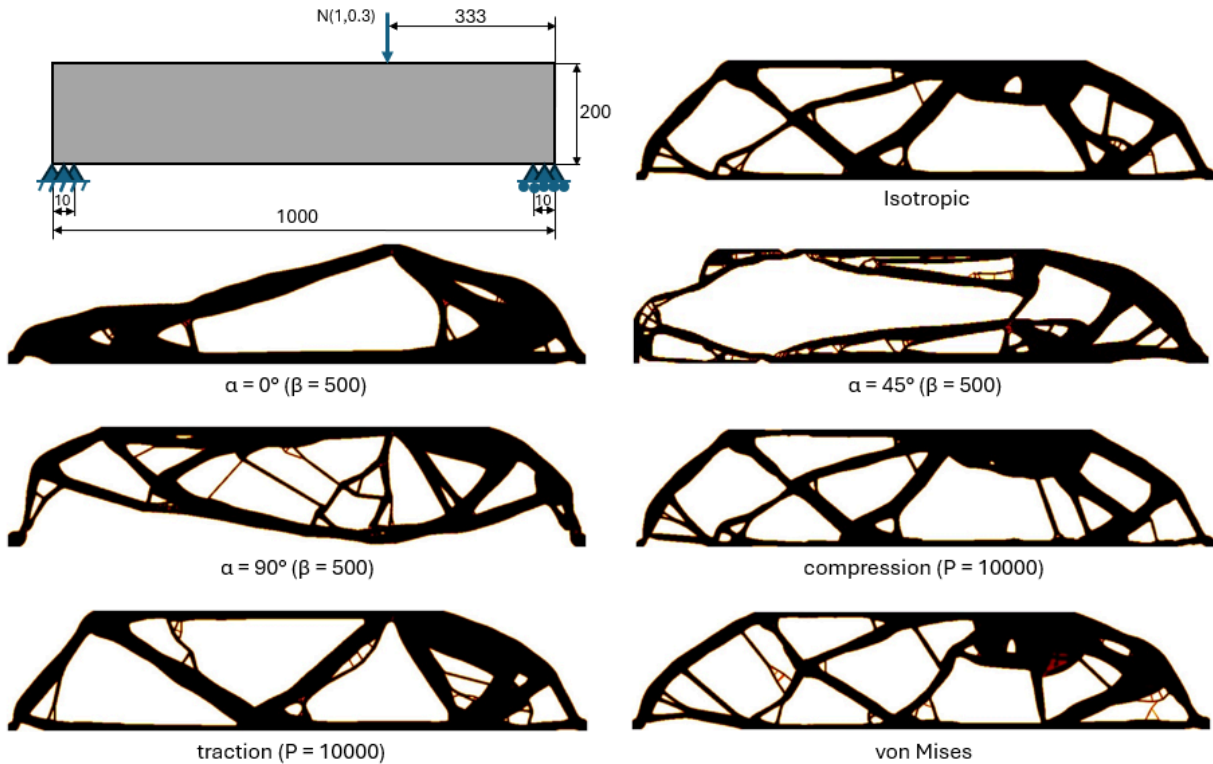 N(1,0.3)
333
200
10
10
1000
Isotropic
α = 0° (β = 500)
α = 45° (β = 500)
α = 90° (β = 500)
compression (P = 10000)
traction (P = 10000)
von Mises